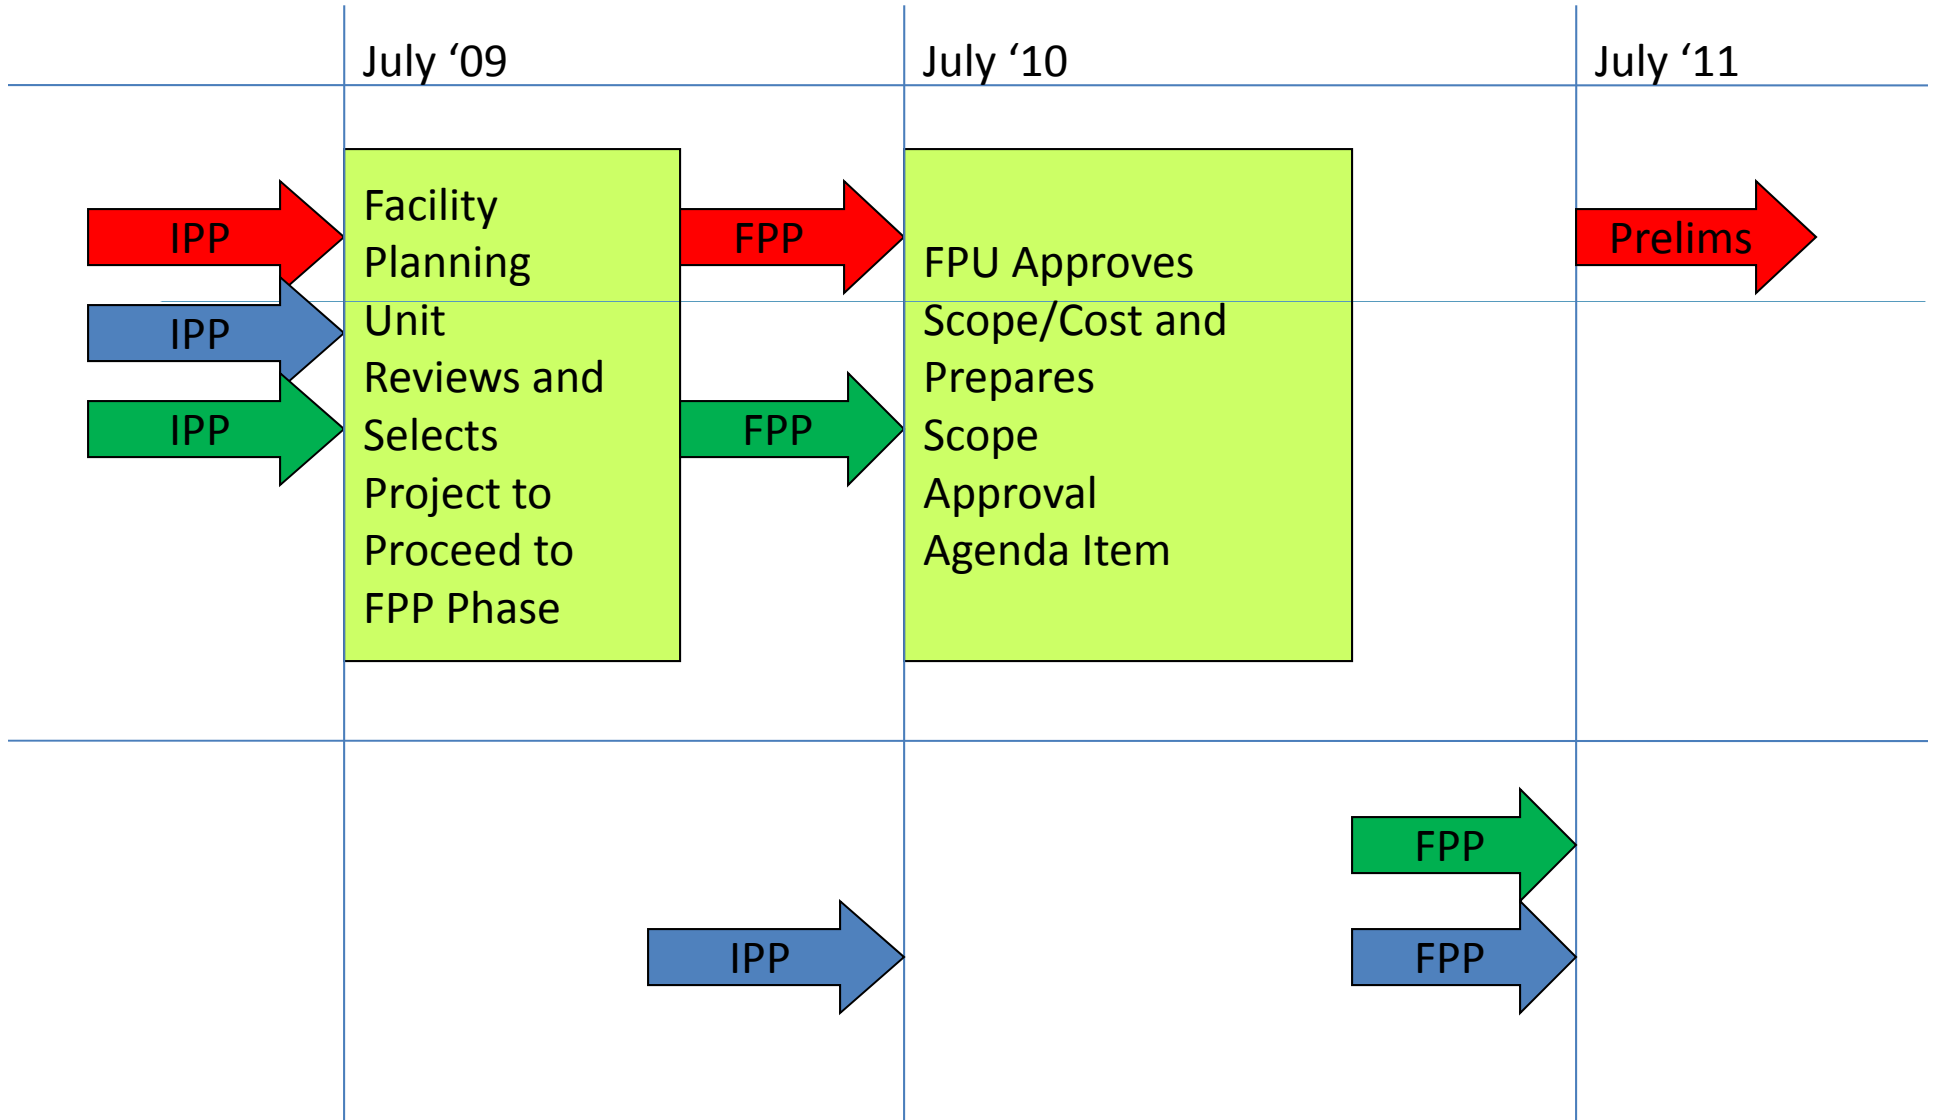 July ‘09
July ‘10
July ‘11
IPP
IPP
IPP
Facility
Planning
Unit
Reviews and
Selects
Project to
Proceed to
FPP Phase
FPP
FPP
FPU Approves
Scope/Cost and
Prepares
Scope
Approval
Agenda Item
Prelims
FPP
IPP
FPP